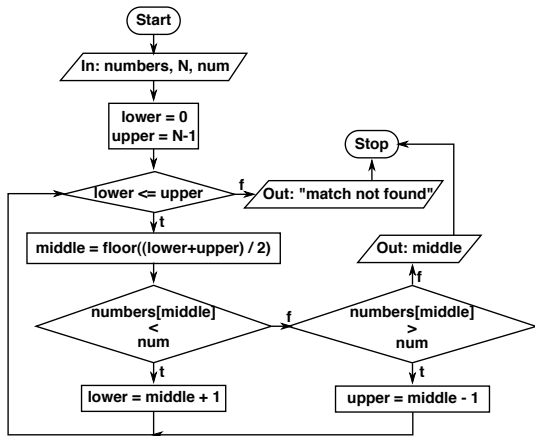 Start
In: numbers, N, num
lower = 0
upper = N-1
Stop
lower <= upper
f
Out: "match not found"
t
middle = floor((lower+upper) / 2)
Out: middle
f
numbers[middle]
<
num
f
numbers[middle]
>
num
t
t
lower = middle + 1
upper = middle - 1